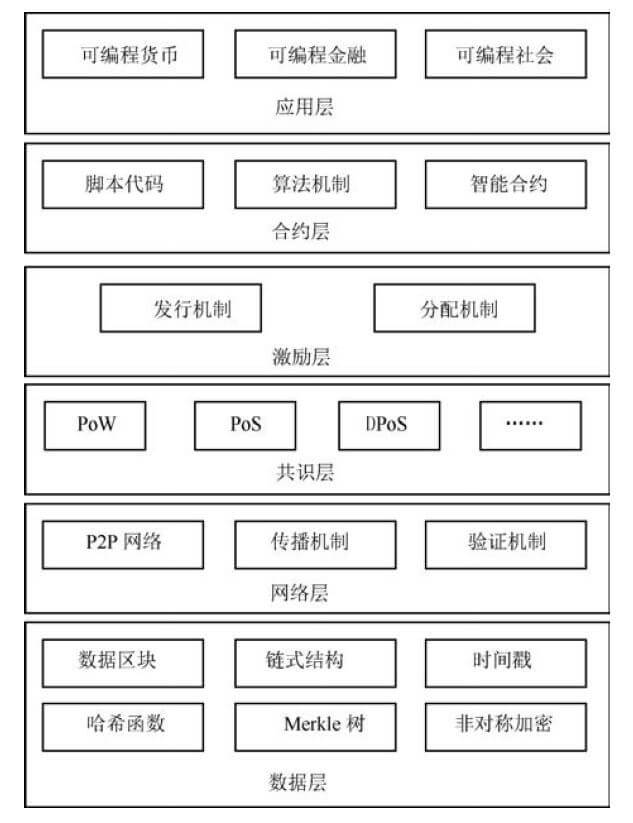 可编程货币 可编程金融 可编程社会
应用层
脚本代码 算法机制 智能合约
合约层
发行机制 分配机制
激励层
PoW PoS DPoS ······
共识层
P2P 网络 传播机制 验证机制
网络层
数据区块 链式结构 时间戳
哈希函数 Merkle 树 非对称加密
数据层